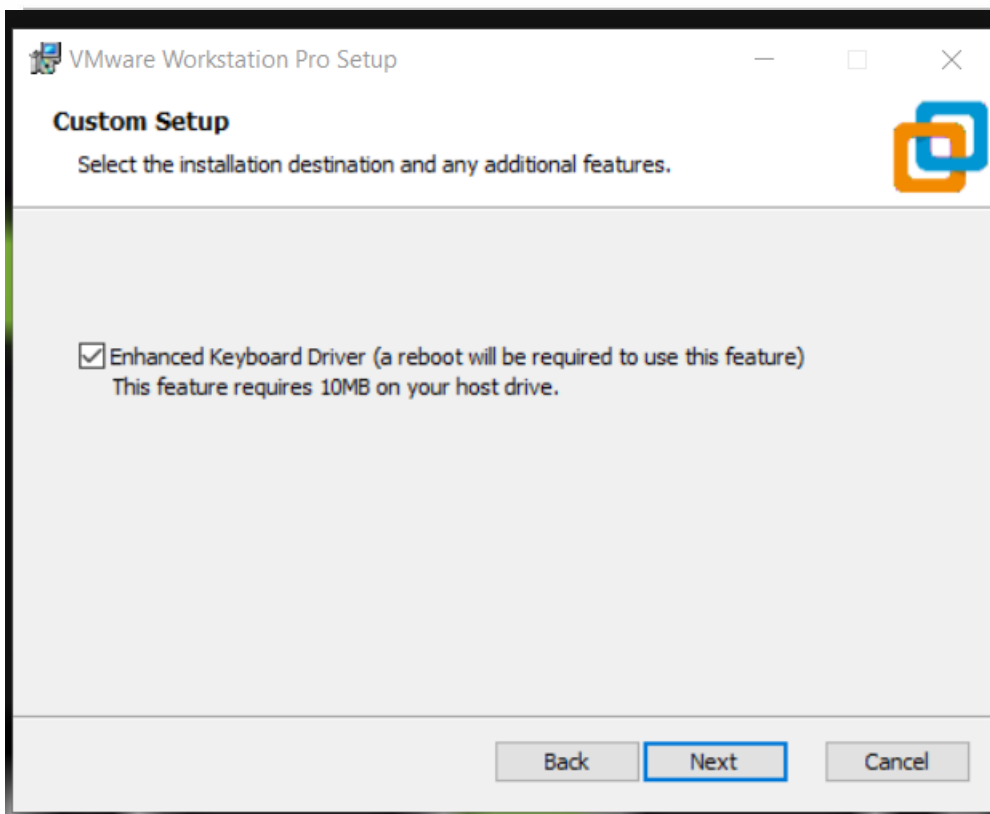 VMware Workstation Pro Setup
Custom Setup
Select the installation destination and any additional features.
Enhanced Keyboard Driver (a reboot will be required to use this feature)
This feature requires 10MB on your host drive.
Back Next Cancel